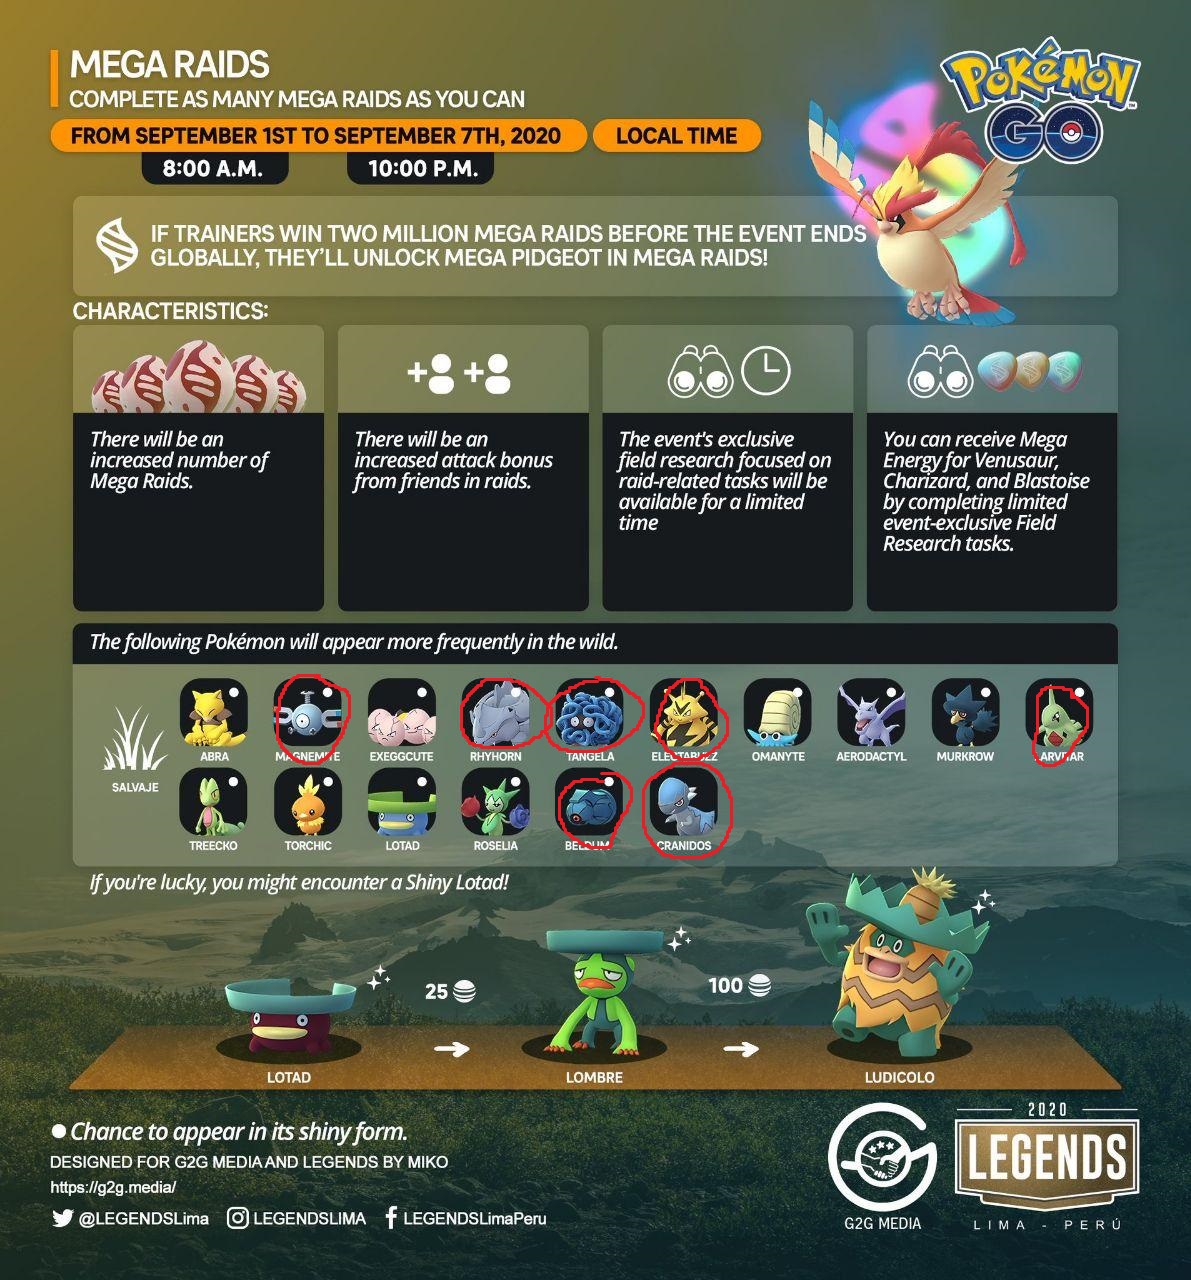 MEGA RAIDS
COMPLETE AS MANY MEGA RAIDS AS YOU CAN
FROM SEPTEMBER 1ST TO SEPTEMBER 7TH, 2020 LOCAL TIME
8:00 A.M. 10:00 P.M.
POKéMON
GO
IF TRAINERS WIN TWO MILLION MEGA RAIDS BEFORE THE EVENT ENDS
GLOBALLY, THEY'LL UNLOCK MEGA PIDGEOT IN MEGA RAIDS!
CHARACTERISTICS:
There will be an
increased number of
Mega Raids.
There will be an
increased attack bonus
from friends in raids.
The event's exclusive
field research focused on
raid-related tasks will be
available for a limited
time
You can receive Mega
Energy for Venusaur,
Charizard, and Blastoise
by completing limited
event-exclusive Field
Research tasks.
The following Pokémon will appear more frequently in the wild.
SALVAJE
ABRA MAGNEMITE EXEGGCUTE RHYHORN TANGELA ELECTABUZZ OMANYTE AERODACTYL MURKROW LARVITAR
TREECKO TORCHIC LOTAD ROSELIA BELDUM CRANIDOS
If you're lucky, you might encounter a Shiny Lotad!
25 100
LOTAD LOMBRE LUDICOLO
Chance to appear in its shiny form.
DESIGNED FOR G2G MEDIA AND LEGENDS BY MIKO
https://g2g.media/
@LEGENDSLima LEGENDSLIMA LEGENDSLimaPeru
G2G MEDIA
2020
LEGENDS
LIMA - PERÚ